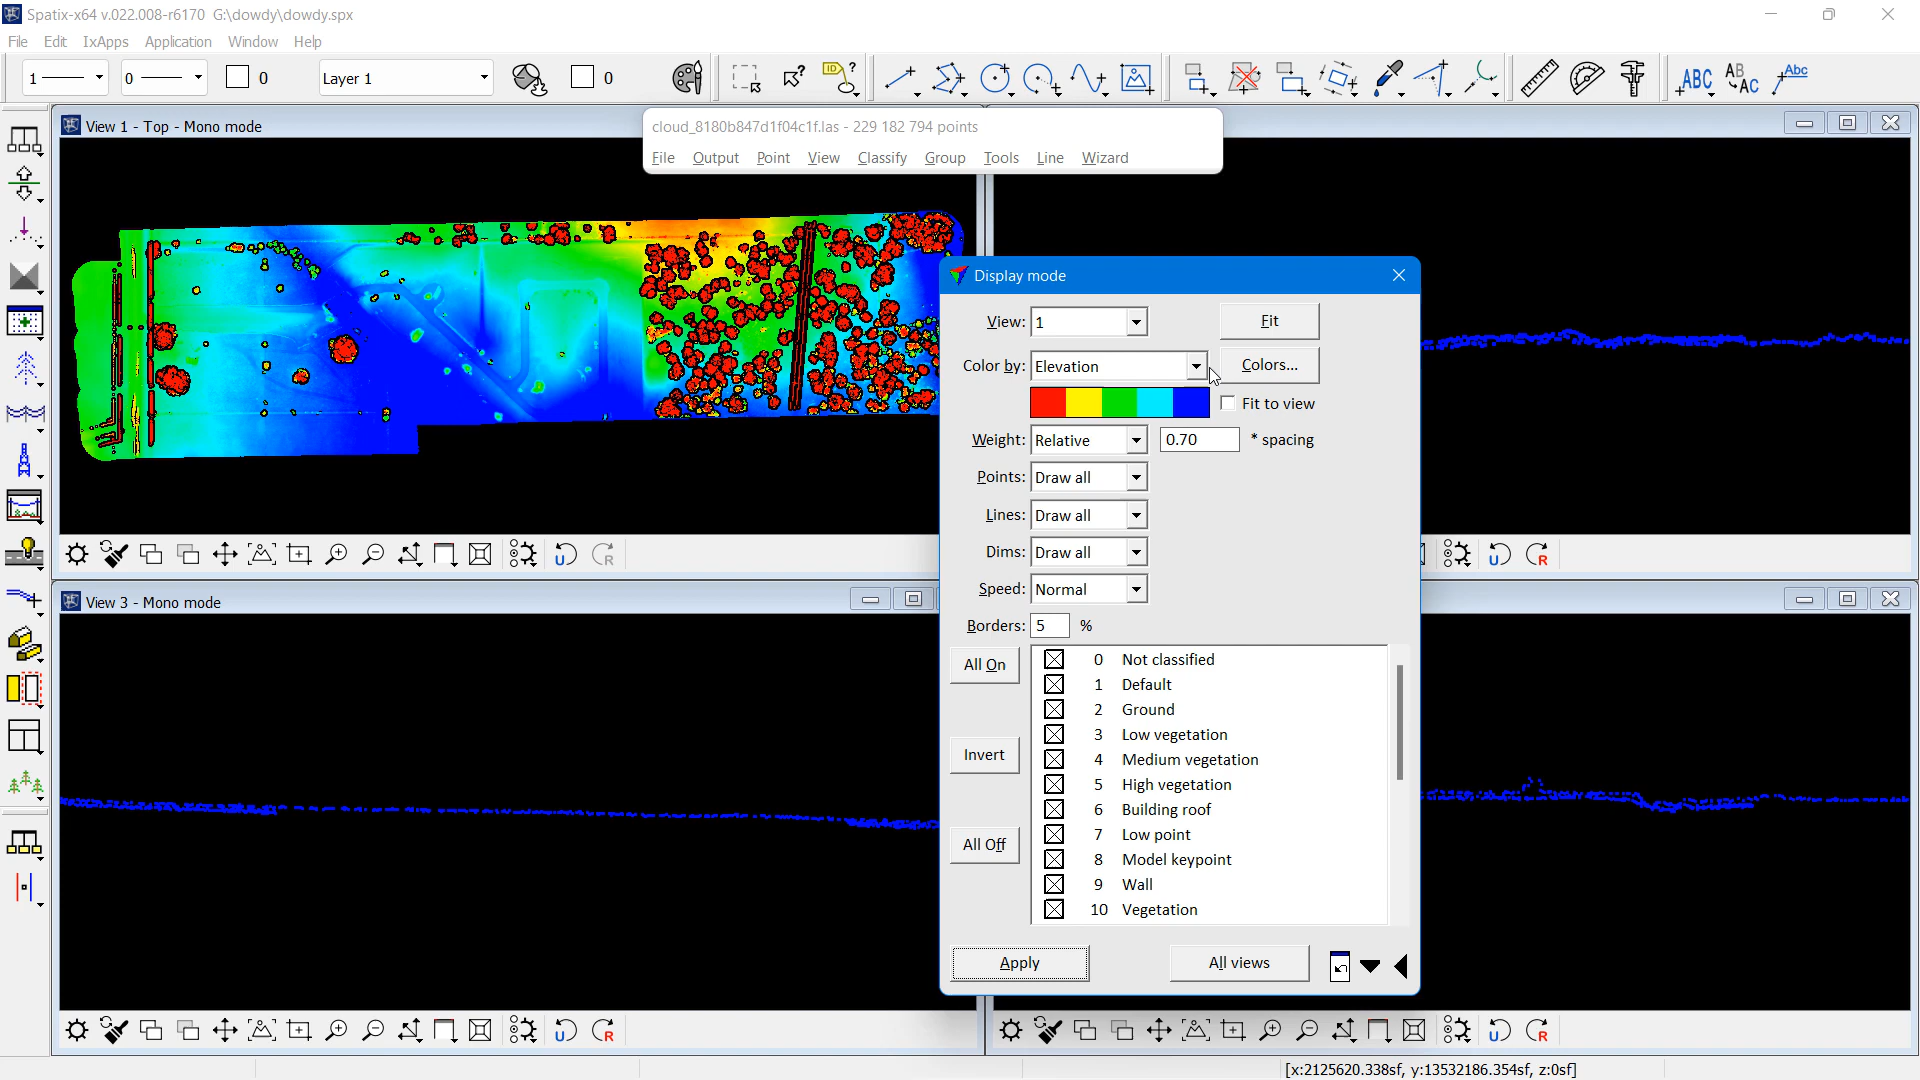 Spatix-x64 v.022.008-r6170 G:\dowdy\dowdy.spx
File Edit IxApps Application Window Help
1 0 0 Layer 1 0
ID ?
ABC AB AC Abc
View 1 - Top - Mono mode
cloud_8180b847d1f04c1f.las - 229 182 794 points
File Output Point View Classify Group Tools Line Wizard
Display mode
View: 1 Fit
Color by: Elevation Colors...
Fit to view
Weight: Relative 0.70 * spacing
Points: Draw all
Lines: Draw all
Dims: Draw all
Speed: Normal
Borders: 5 %
All On
Invert
All Off
0 Not classified
1 Default
2 Ground
3 Low vegetation
4 Medium vegetation
5 High vegetation
6 Building roof
7 Low point
8 Model keypoint
9 Wall
10 Vegetation
Apply All views
U R
U R
View 3 - Mono mode
U R
U R
[x:2125620.338sf, y:13532186.354sf, z:0sf]